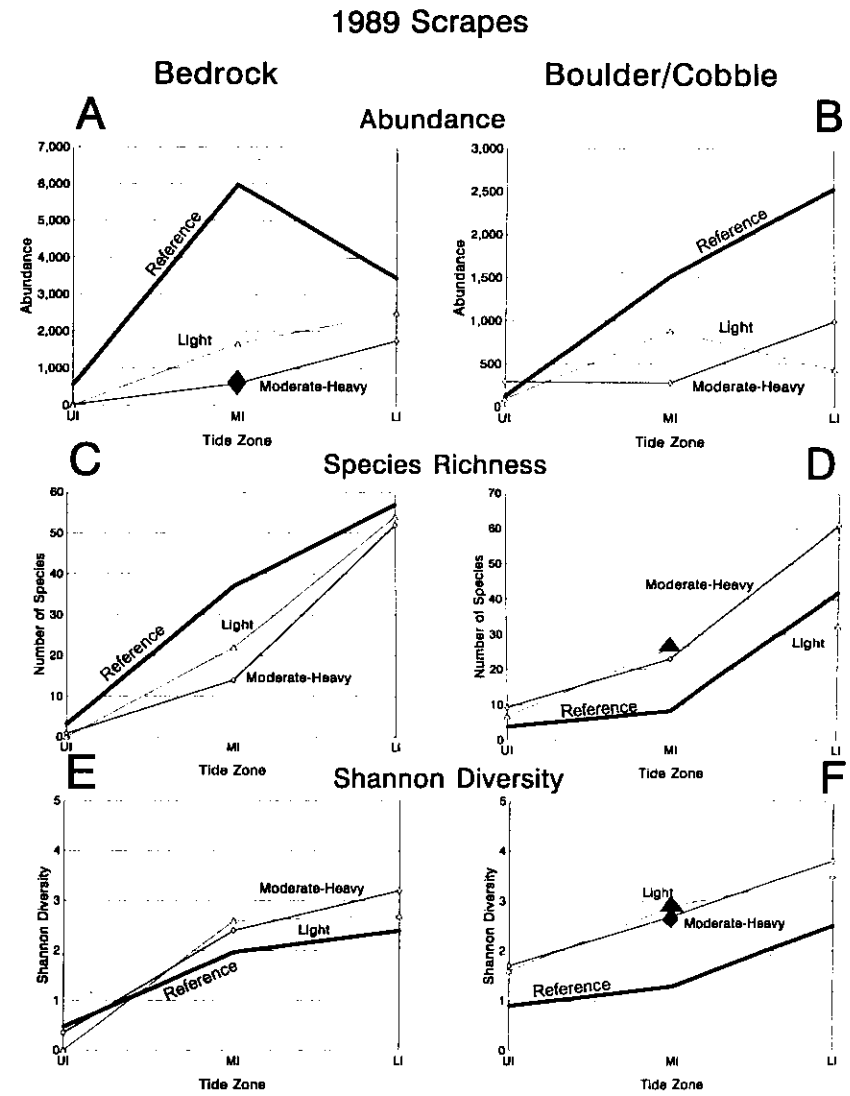 1989 Scrapes
Bedrock
Boulder/Cobble
A
Abundance
B
7,000
6,000
5,000
4,000
3,000
2,000
1,000
0
Abundance
Reference
Light
Moderate-Heavy
UI
MI
LI
Tide Zone
3,000
2,500
2,000
1,500
1,000
500
0
Abundance
Reference
Light
Moderate-Heavy
UI
MI
LI
Tide Zone
C
Species Richness
D
60
50
40
30
20
10
Number of Species
Reference
Light
Moderate-Heavy
UI
MI
LI
Tide Zone
70
60
50
40
30
20
10
0
Number of Species
Moderate-Heavy
Light
Reference
UI
MI
LI
Tide Zone
E
Shannon Diversity
F
5
4
3
2
1
0
Shannon Diversity
Moderate-Heavy
Light
Reference
UI
MI
LI
Tide Zone
5
4
3
2
1
0
Shannon Diversity
Light
Moderate-Heavy
Reference
UI
MI
LI
Tide Zone